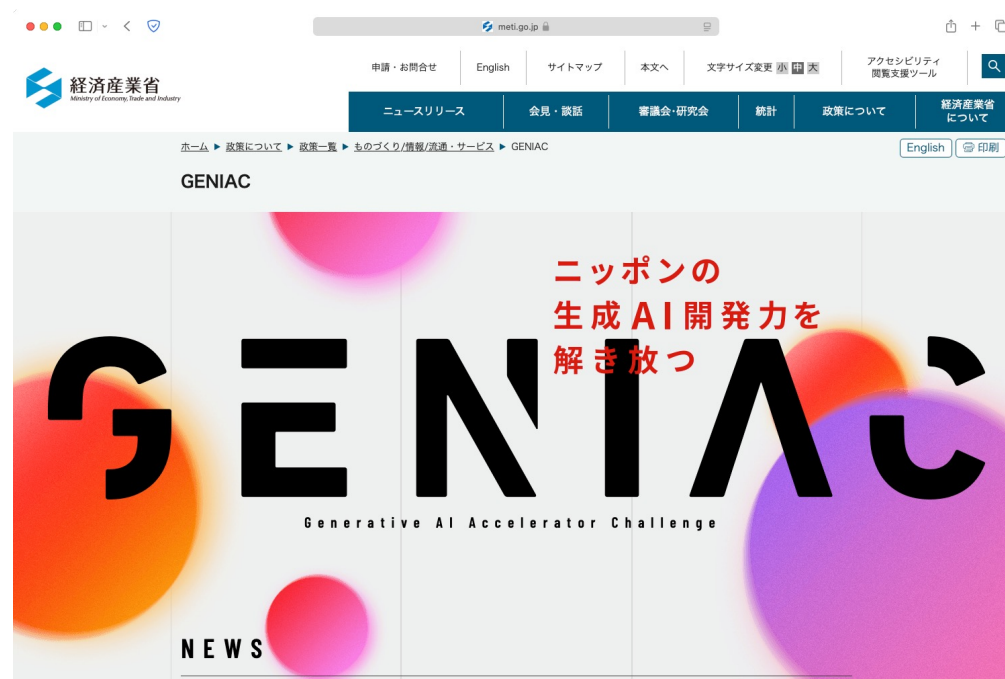 meti.go.jp
経済産業省
Ministry of Economy, Trade and Industry
申請・お問合せ
English
サイトマップ
本文へ
文字サイズ変更 小 中 大
アクセシビリティ
閲覧支援ツール
ニュースリリース
会見・談話
審議会・研究会
統計
政策について
経済産業省
について
ホーム ▶ 政策について ▶ 政策一覧 ▶ ものづくり/情報/流通・サービス ▶ GENIAC
English
印刷
GENIAC
ニッポンの
生成AI開発力を
解き放つ
GENIAC
Generative AI Accelerator Challenge
NEWS